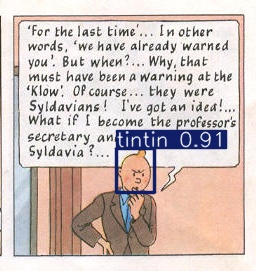 'For the last time'... In other
words, 'we have already warned
you'. But when?... Why, that
must have been a warning at the
'Klow'. Of course... they were
Syldavians! I've got an idea!...
What if I become the professor's
secretary an
tintin 0.91
Syldavia?...